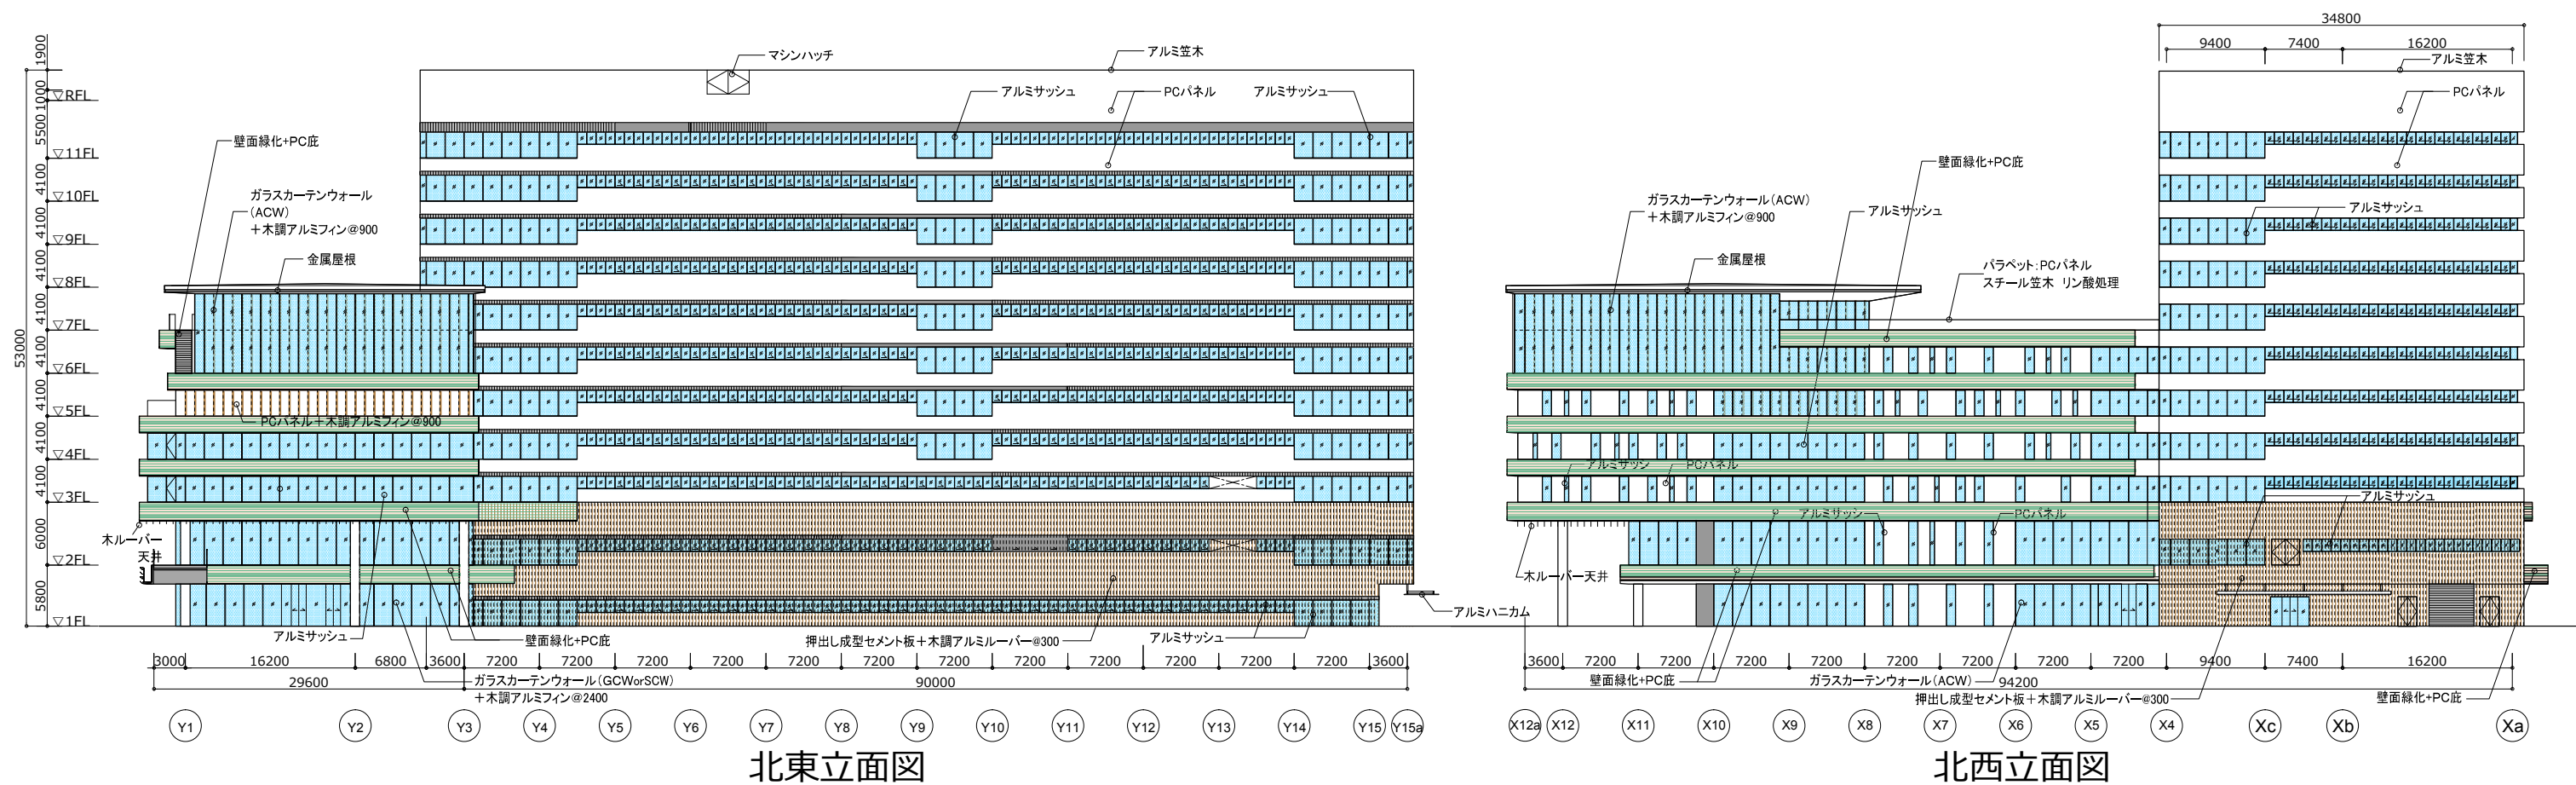 マシンハッチ
アルミ笠木
アルミサッシュ
PCパネル
アルミサッシュ
壁面緑化+PC庇
ガラスカーテンウォール
(ACW)
+木調アルミフィン@900
金属屋根
PCパネル+木調アルミフィン@900
木ルーバー
天井
アルミサッシュ
壁面緑化+PC庇
押出し成型セメント板+木調アルミルーバー@300
アルミサッシュ
アルミハニカム
ガラスカーテンウォール(GCWorSCW)
+木調アルミフィン@2400
53000
1900
1000
5500
4100
4100
4100
4100
4100
4100
4100
4100
6000
5800
▽RFL
▽11FL
▽10FL
▽9FL
▽8FL
▽7FL
▽6FL
▽5FL
▽4FL
▽3FL
▽2FL
▽1FL
3000 16200 6800 3600 7200 7200 7200 7200 7200 7200 7200 7200 7200 7200 7200 7200 3600
29600 90000
Y1 Y2 Y3 Y4 Y5 Y6 Y7 Y8 Y9 Y10 Y11 Y12 Y13 Y14 Y15 Y15a
北東立面図
34800
9400 7400 16200
アルミ笠木
PCパネル
壁面緑化+PC庇
ガラスカーテンウォール(ACW)
+木調アルミフィン@900
アルミサッシュ
アルミサッシュ
金属屋根
パラペット:PCパネル
スチール笠木 リン酸処理
アルミサッシ
PCパネル
アルミサッシュ
アルミサッシ
PCパネル
木ルーバー天井
3600 7200 7200 7200 7200 7200 7200 7200 7200 9400 7400 16200
壁面緑化+PC庇
ガラスカーテンウォール(ACW)
94200
押出し成型セメント板+木調アルミルーバー@300
壁面緑化+PC庇
X12a X12 X11 X10 X9 X8 X7 X6 X5 X4 Xc Xb Xa
北西立面図